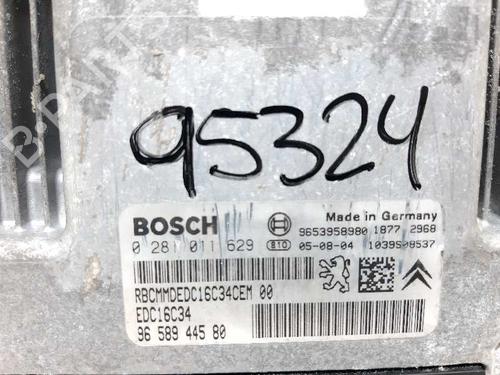 95324
BOSCH
Made in Germany
9653958980 1877 2968
0 281 011 629 810 05-08-04 1039S08537
RBCMMDEDC16C34CEM 00
EDC16C34
96 589 445 80